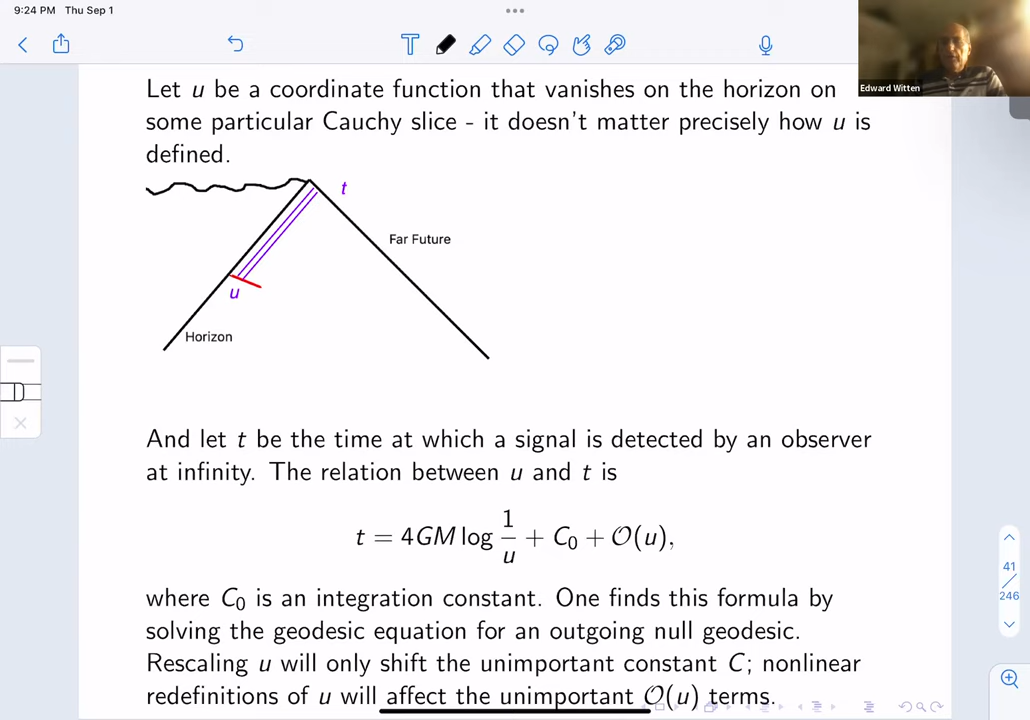 9:24 PM Thu Sep 1
Edward Witten
Let u be a coordinate function that vanishes on the horizon on
some particular Cauchy slice - it doesn't matter precisely how u is
defined.
t
Far Future
u
Horizon
And let t be the time at which a signal is detected by an observer
at infinity. The relation between u and t is
t = 4GM log 1/u + C₀ + 𝒪(u),
where C₀ is an integration constant. One finds this formula by
solving the geodesic equation for an outgoing null geodesic.
Rescaling u will only shift the unimportant constant C; nonlinear
redefinitions of u will affect the unimportant 𝒪(u) terms.
41
/
246